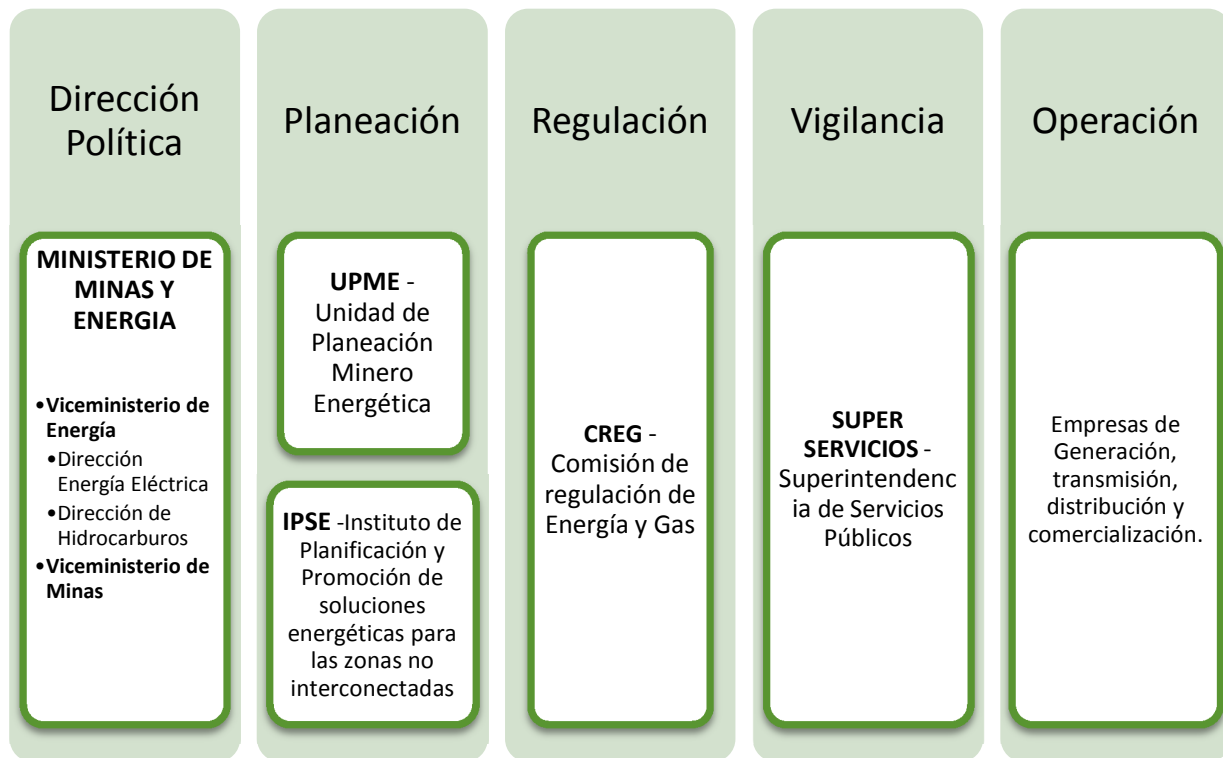 Dirección
Política
MINISTERIO DE
MINAS Y
ENERGIA
•Viceministerio de
Energía
•Dirección
Energía Eléctrica
•Dirección de
Hidrocarburos
•Viceministerio de
Minas
Planeación
UPME -
Unidad de
Planeación
Minero
Energética
IPSE -Instituto de
Planificación y
Promoción de
soluciones
energéticas para
las zonas no
interconectadas
Regulación
CREG -
Comisión de
regulación de
Energía y Gas
Vigilancia
SUPER
SERVICIOS -
Superintendenc
ia de Servicios
Públicos
Operación
Empresas de
Generación,
transmisión,
distribución y
comercialización.